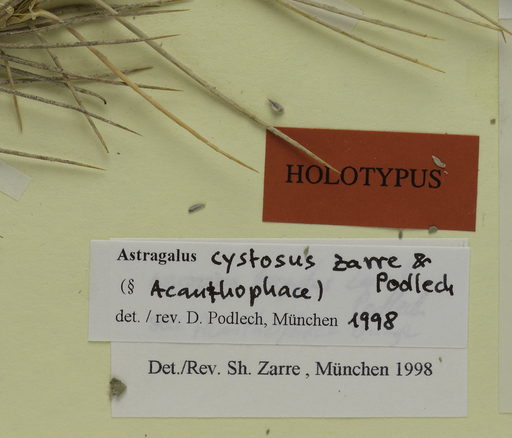 HOLOTYPUS
Astragalus cystosus Zarre &
Podlech
(§ Acanthophace)
det. / rev. D. Podlech, München 1998
Det./Rev. Sh. Zarre , München 1998